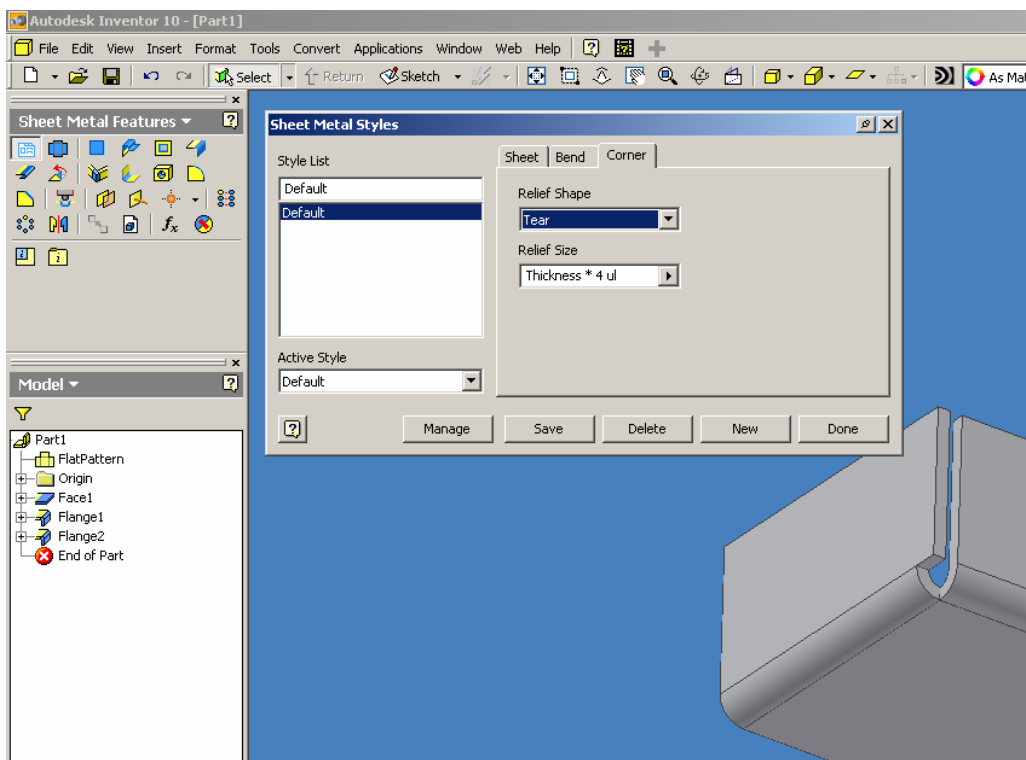 Autodesk Inventor 10 - [Part1]
File Edit View Insert Format Tools Convert Applications Window Web Help
Select Return Sketch As Mat
Sheet Metal Features
Sheet Metal Styles
Style List
Default
Default
Active Style
Default
Sheet Bend Corner
Relief Shape
Tear
Relief Size
Thickness * 4 ul
Manage Save Delete New Done
Model
Part1
FlatPattern
Origin
Face1
Flange1
Flange2
End of Part